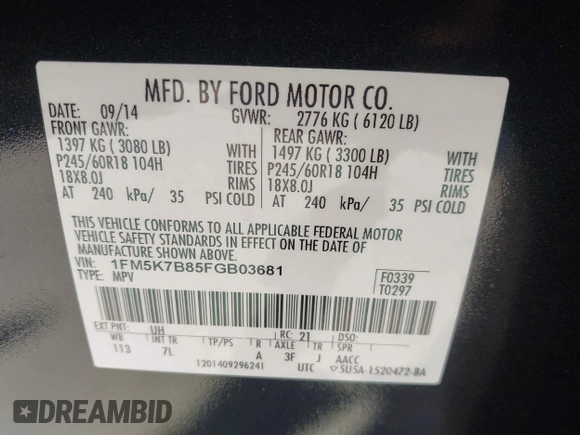 MFD. BY FORD MOTOR CO.
DATE: 09/14 GVWR: 2776 KG ( 6120 LB)
FRONT GAWR: REAR GAWR:
1397 KG ( 3080 LB) WITH 1497 KG ( 3300 LB) WITH
P245/60R18 104H TIRES P245/60R18 104H TIRES
18X8.0J RIMS 18X8.0J RIMS
AT 240 kPa/ 35 PSI COLD AT 240 kPa/ 35 PSI COLD
THIS VEHICLE CONFORMS TO ALL APPLICABLE FEDERAL MOTOR
VEHICLE SAFETY STANDARDS IN EFFECT ON THE DATE OF
MANUFACTURE SHOWN ABOVE.
VIN: 1FM5K7B85FGB03681
TYPE: MPV
F0339
T0297
EXT PNT: UH RC: 21 DSO:
WB INT TR TP/PS R AXLE TR SPR
113 7L A 3F J AACC
120140929624 UTC ▽5U5A-1520472-BA
DREAMBID